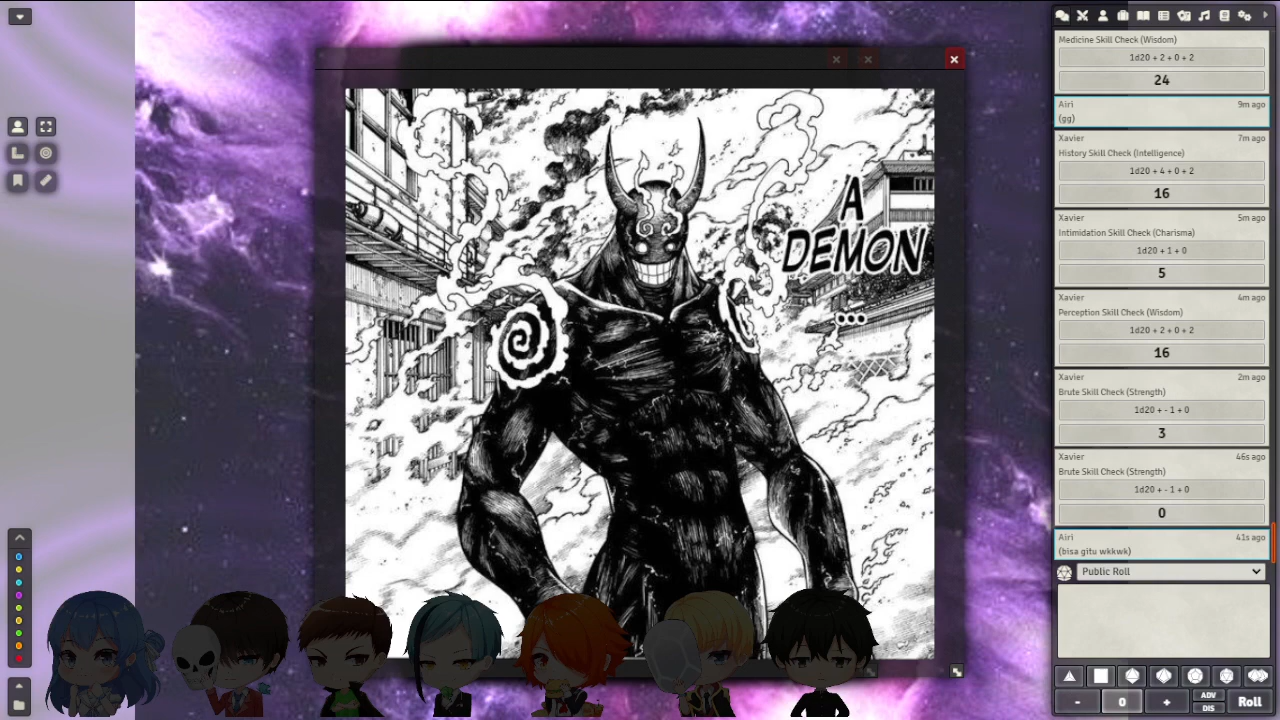 A
DEMON
...
Medicine Skill Check (Wisdom)
1d20 + 2 + 0 + 2
24
Airi 9m ago
(gg)
Xavier 7m ago
History Skill Check (Intelligence)
1d20 + 4 + 0 + 2
16
Xavier 5m ago
Intimidation Skill Check (Charisma)
1d20 + 1 + 0
5
Xavier 4m ago
Perception Skill Check (Wisdom)
1d20 + 2 + 0 + 2
16
Xavier 2m ago
Brute Skill Check (Strength)
1d20 + - 1 + 0
3
Xavier 46s ago
Brute Skill Check (Strength)
1d20 + - 1 + 0
0
Airi 41s ago
(bisa gitu wkkwk)
Public Roll
- 0 + ADV Roll
DIS